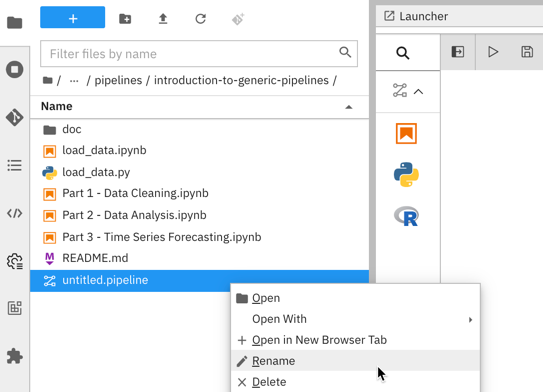 Launcher
Filter files by name
/ ··· / pipelines / introduction-to-generic-pipelines /
Name
doc
load_data.ipynb
load_data.py
Part 1 - Data Cleaning.ipynb
Part 2 - Data Analysis.ipynb
Part 3 - Time Series Forecasting.ipynb
README.md
untitled.pipeline
Open
Open With
Open in New Browser Tab
Rename
Delete